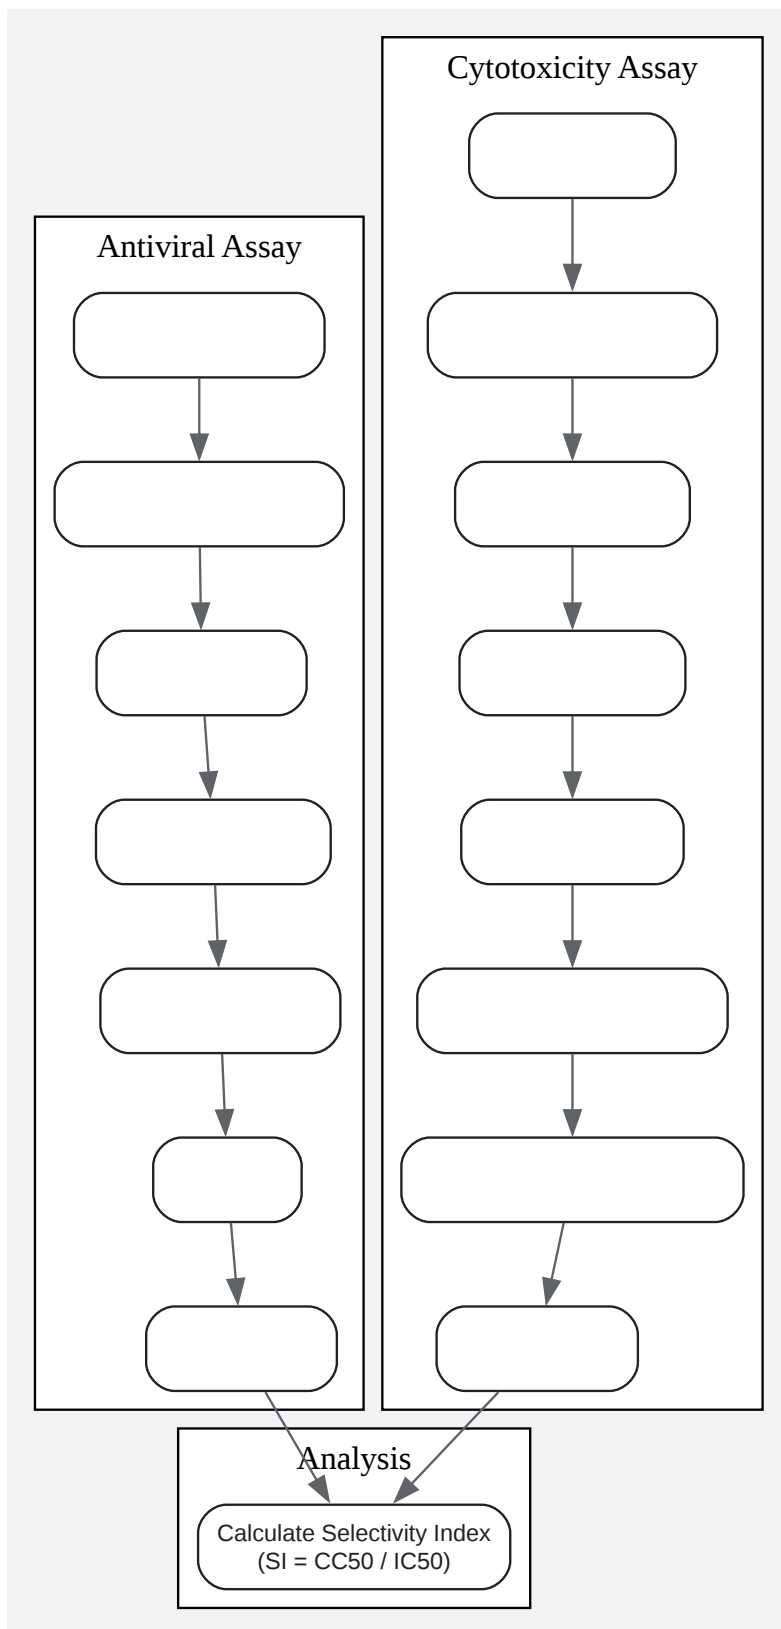 Cytotoxicity Assay
Antiviral Assay
Analysis
Calculate Selectivity Index
(SI = CC50 / IC50)